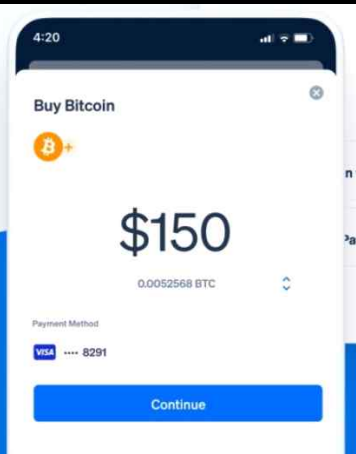 4:20
Buy Bitcoin
$150
0.0052568 BTC
Payment Method
VISA •••• 8291
Continue